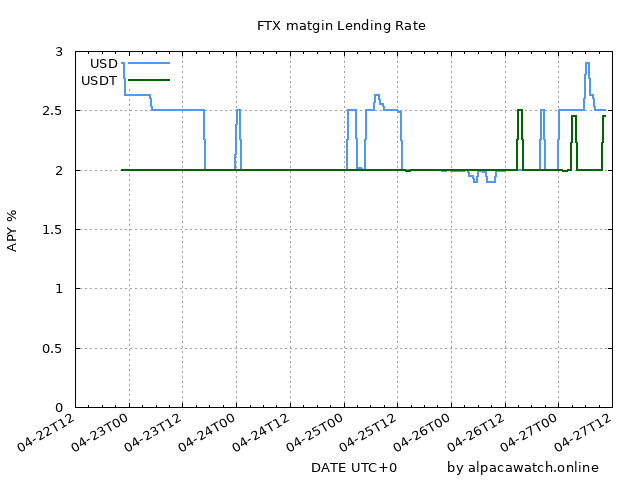 FTX matgin Lending Rate
USD
USDT
3
2.5
2
1.5
1
0.5
0
APY %
04-22T12
04-23T00
04-23T12
04-24T00
04-24T12
04-25T00
04-25T12
04-26T00
04-26T12
04-27T00
04-27T12
DATE UTC+0
by alpacawatch.online